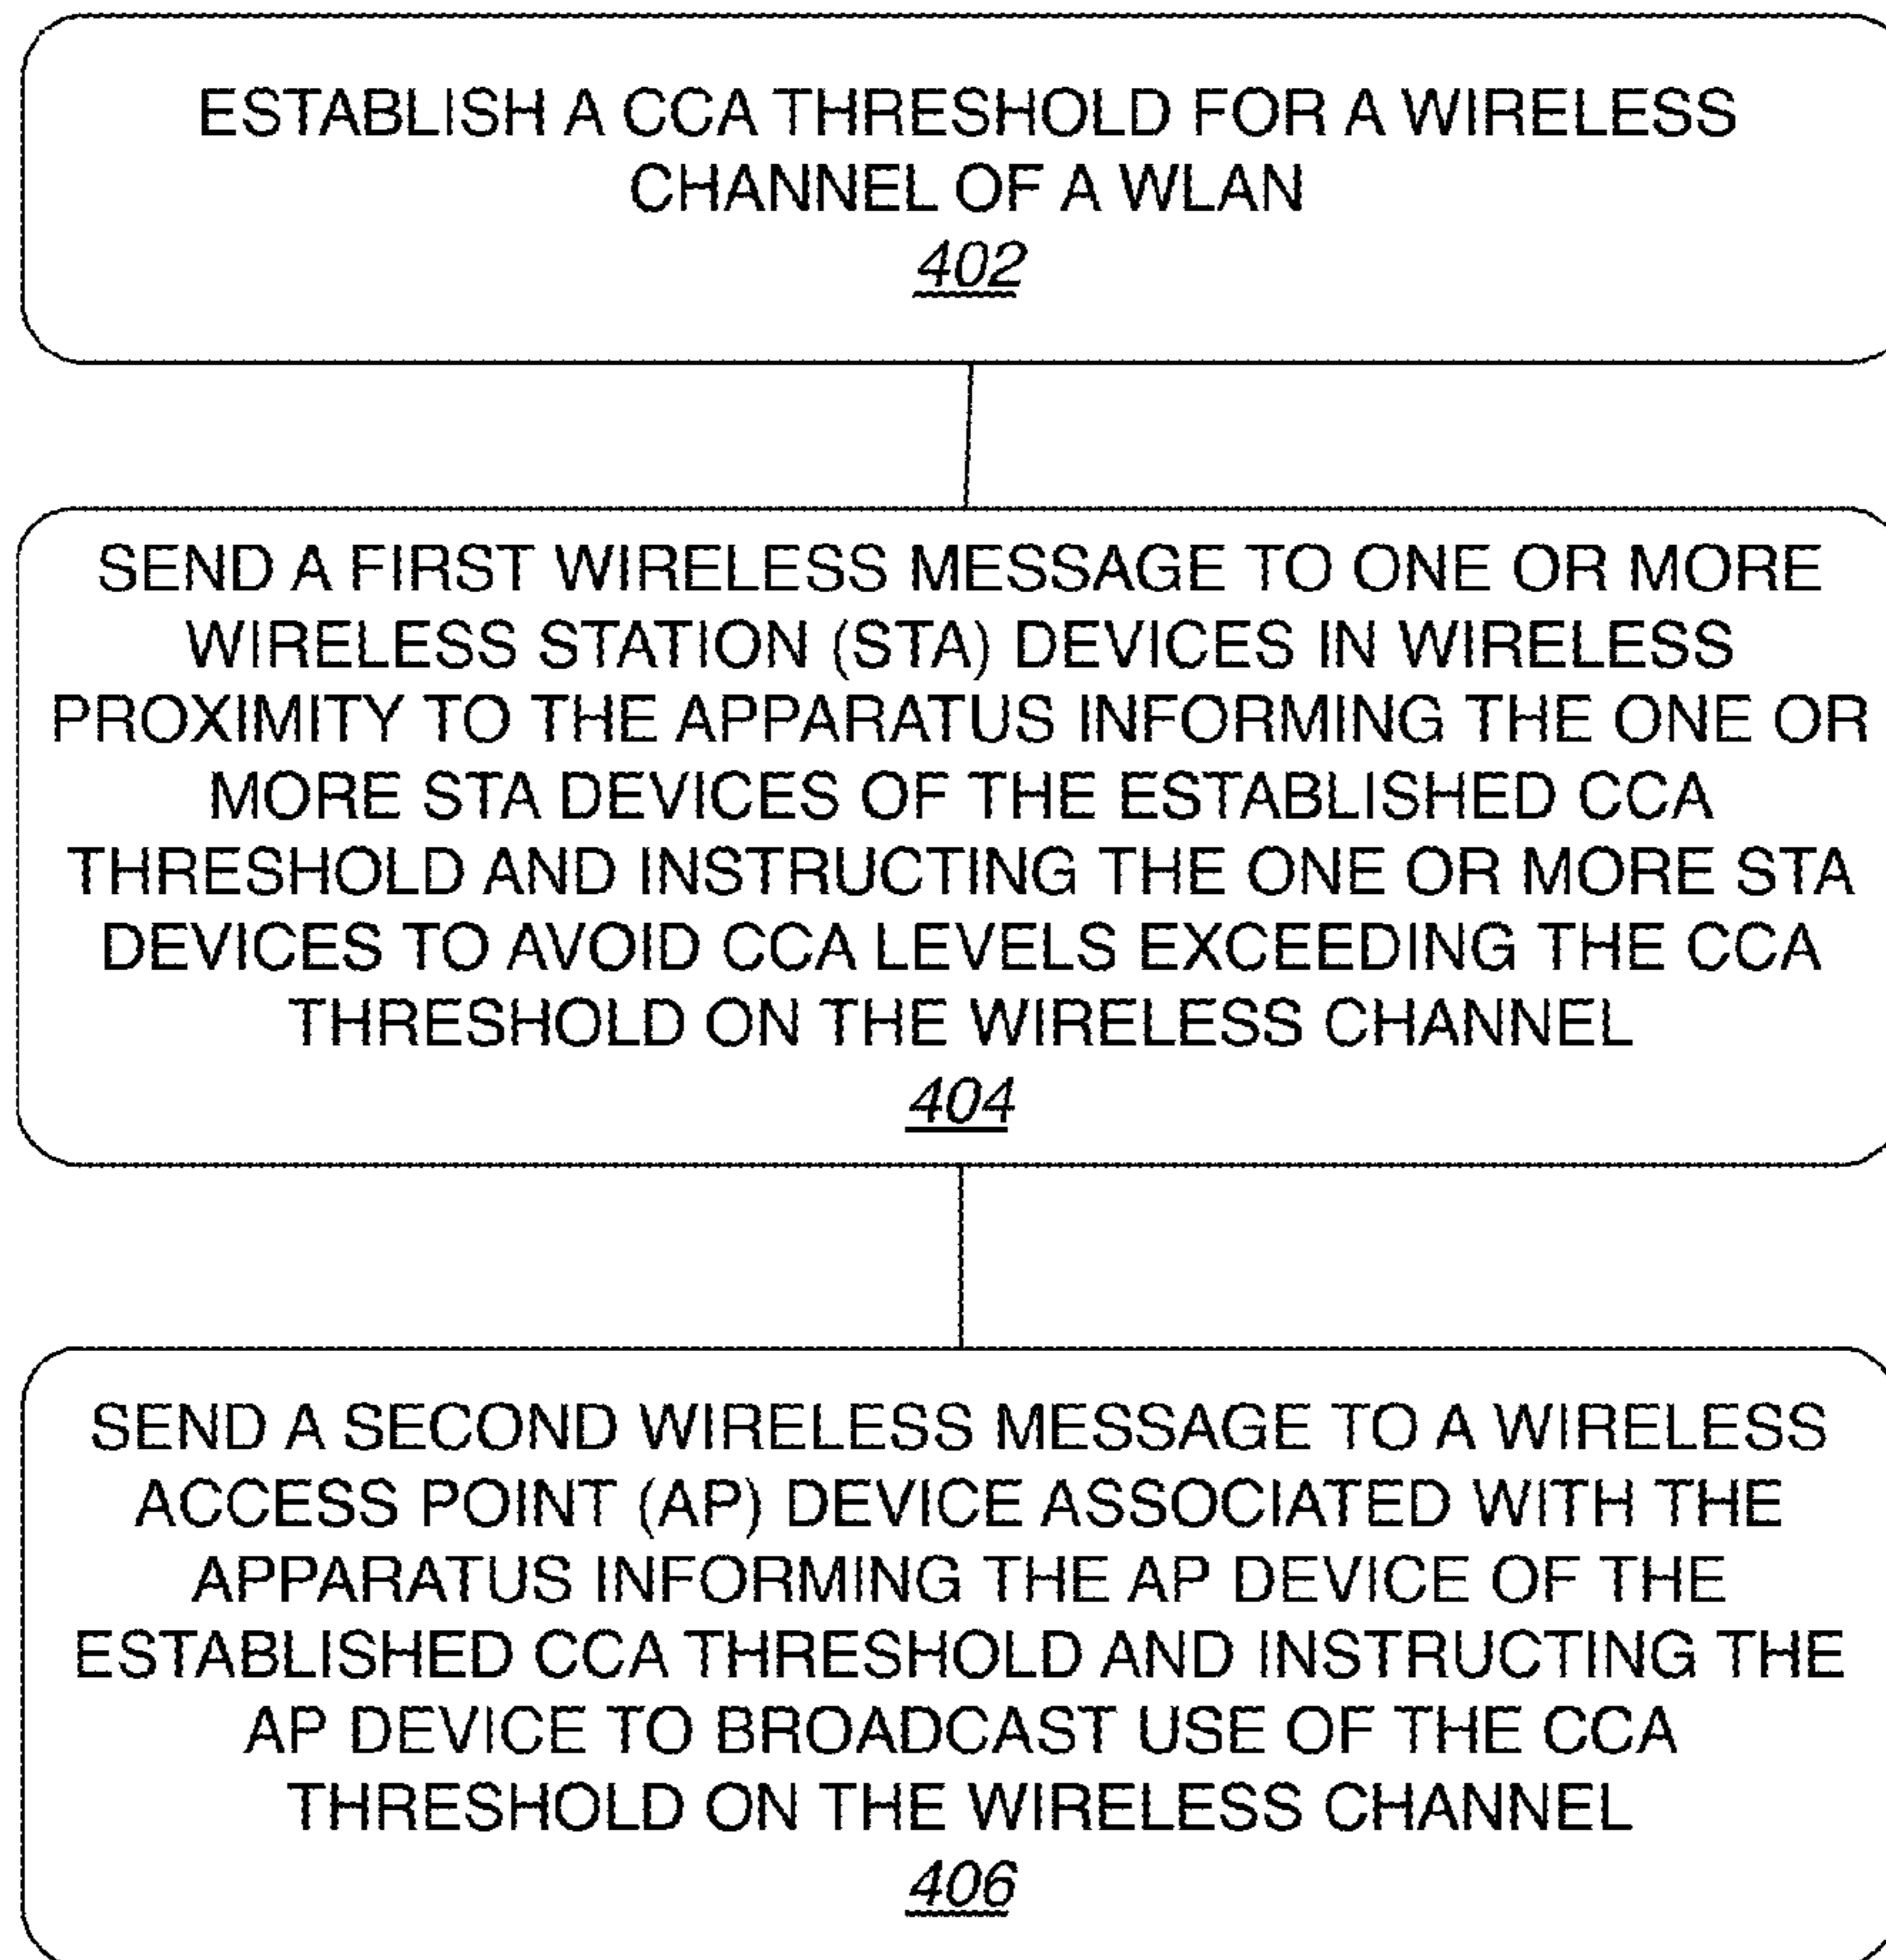 ESTABLISH A CCA THRESHOLD FOR A WIRELESS
CHANNEL OF A WLAN
402
SEND A FIRST WIRELESS MESSAGE TO ONE OR MORE
WIRELESS STATION (STA) DEVICES IN WIRELESS
PROXIMITY TO THE APPARATUS INFORMING THE ONE OR
MORE STA DEVICES OF THE ESTABLISHED CCA
THRESHOLD AND INSTRUCTING THE ONE OR MORE STA
DEVICES TO AVOID CCA LEVELS EXCEEDING THE CCA
THRESHOLD ON THE WIRELESS CHANNEL
404
SEND A SECOND WIRELESS MESSAGE TO A WIRELESS
ACCESS POINT (AP) DEVICE ASSOCIATED WITH THE
APPARATUS INFORMING THE AP DEVICE OF THE
ESTABLISHED CCA THRESHOLD AND INSTRUCTING THE
AP DEVICE TO BROADCAST USE OF THE CCA
THRESHOLD ON THE WIRELESS CHANNEL
406